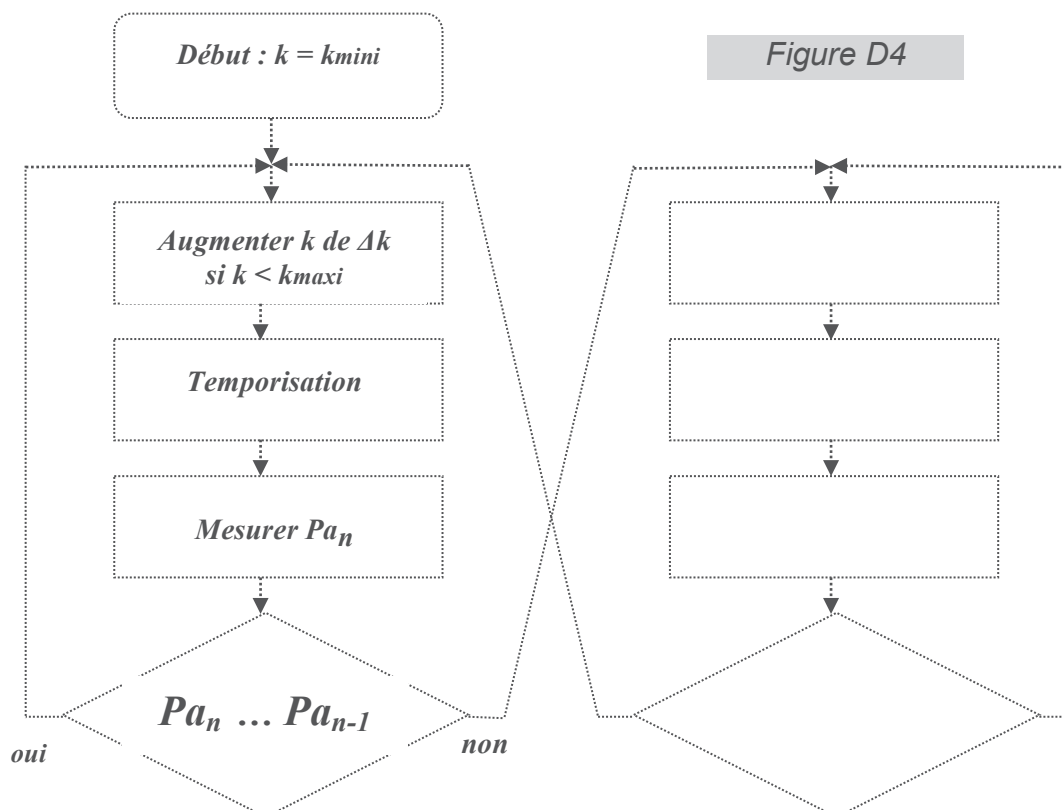 Début : k = kmini
Figure D4
Augmenter k de Δk
si k < kmaxi
Temporisation
Mesurer Pan
Pan … Pan-1
oui
non